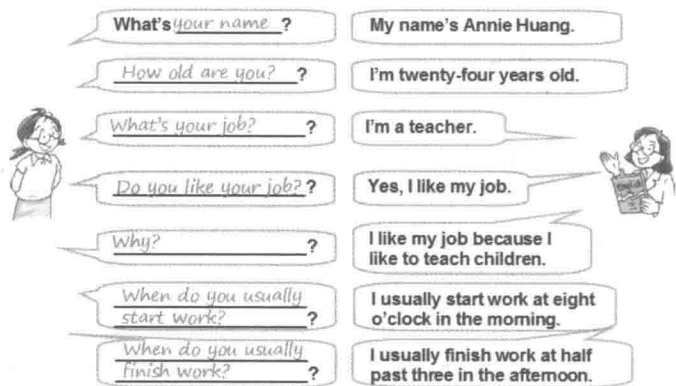 What's your name ?
My name's Annie Huang.
How old are you? ?
I'm twenty-four years old.
What's your job? ?
I'm a teacher.
Do you like your job? ?
Yes, I like my job.
Why? ?
I like my job because I
like to teach children.
When do you usually
start work? ?
I usually start work at eight
o'clock in the morning.
When do you usually
finish work? ?
I usually finish work at half
past three in the afternoon.
English